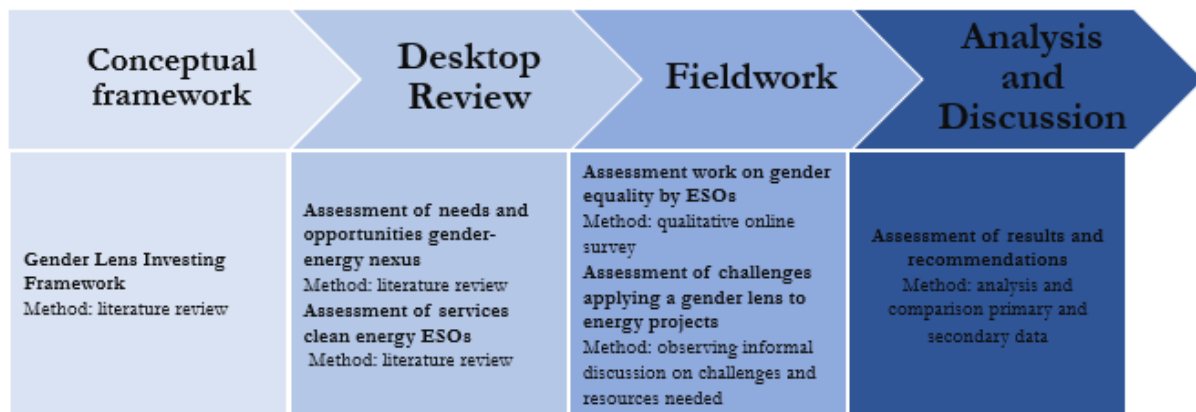 Conceptual
framework
Desktop
Review
Fieldwork
Analysis
and
Discussion
Gender Lens Investing
Framework
Method: literature review
Assessment of needs and
opportunities gender-
energy nexus
Method: literature review
Assessment of services
clean energy ESOs
Method: literature review
Assessment work on gender
equality by ESOs
Method: qualitative online
survey
Assessment of challenges
applying a gender lens to
energy projects
Method: observing informal
discussion on challenges and
resources needed
Assessment of results and
recommendations
Method: analysis and
comparison primary and
secondary data